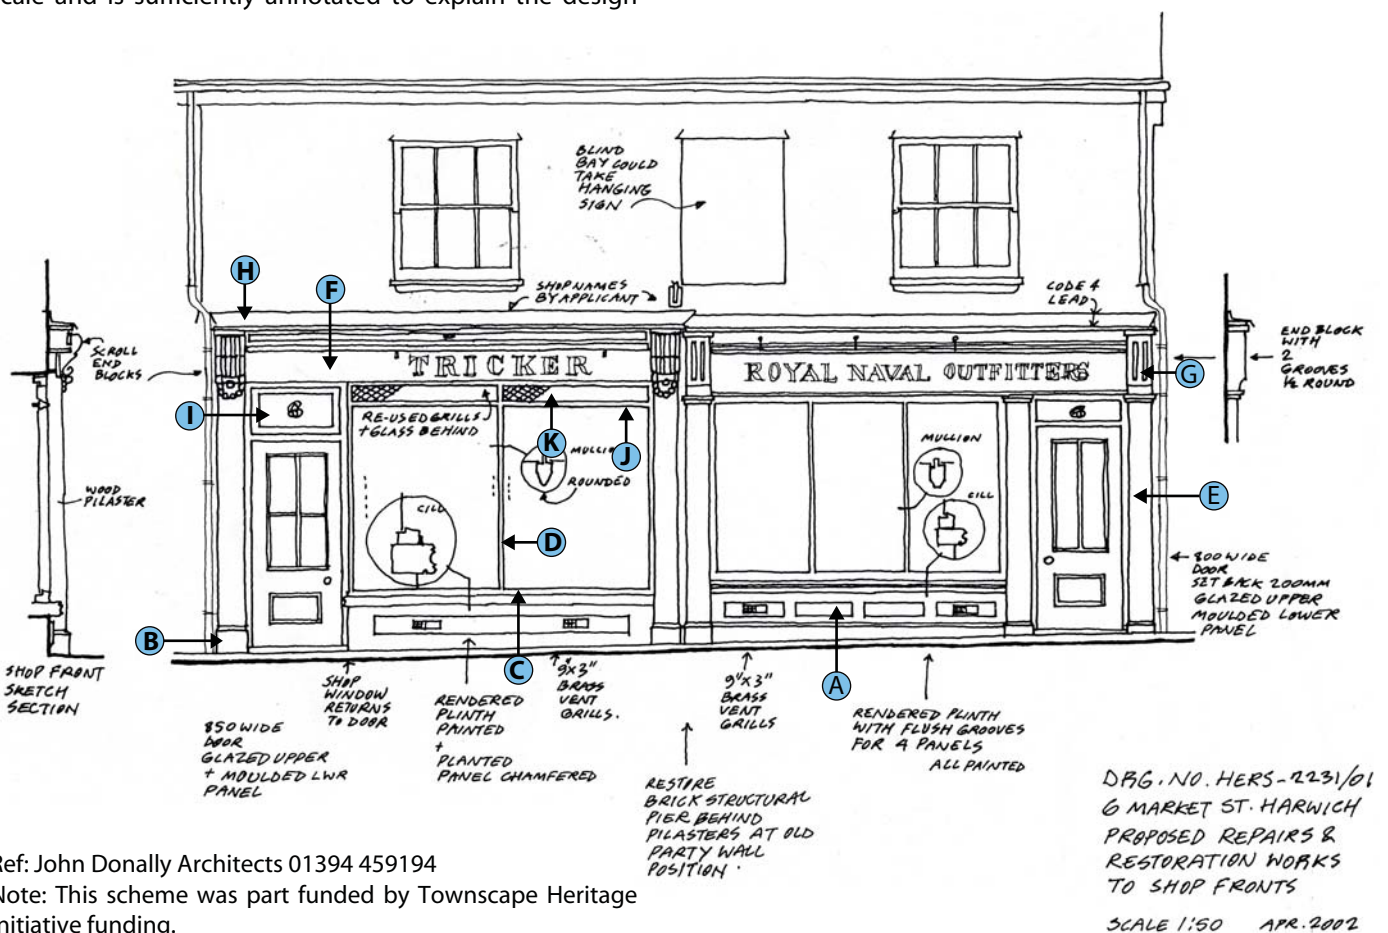 scale and is sufficiently annotated to explain the design
BLIND
BAY COULD
TAKE
HANGING
SIGN
H
F
SHOP NAMES
BY APPLICANT
CODE 4
LEAD
SCROLL
END
BLOCKS
TRICKER
ROYAL NAVAL OUTFITTERS
G
END BLOCK
WITH
2
GROOVES
1/2 ROUND
I
RE-USED GRILLS
+ GLASS BEHIND
K
J
MULLION
ROUNDED
MULLION
WOOD
PILASTER
CILL
CILL
D
E
800 WIDE
DOOR
SET BACK 200MM
GLAZED UPPER
MOULDED LOWER
PANEL
B
C
A
SHOP FRONT
SKETCH
SECTION
SHOP
WINDOW
RETURNS
TO DOOR
850 WIDE
DOOR
GLAZED UPPER
+ MOULDED LWR
PANEL
RENDERED
PLINTH
PAINTED
+
PLANTED
PANEL CHAMFERED
9"x3"
BRASS
VENT
GRILLS.
9"x3"
BRASS
VENT
GRILLS
RENDERED PLINTH
WITH FLUSH GROOVES
FOR 4 PANELS
ALL PAINTED
RESTORE
BRICK STRUCTURAL
PIER BEHIND
PILASTERS AT OLD
PARTY WALL
POSITION.
DRG. NO. HERS-2231/01
6 MARKET ST. HARWICH
PROPOSED REPAIRS &
RESTORATION WORKS
TO SHOP FRONTS
SCALE 1:50 APR. 2002
Ref: John Donally Architects 01394 459194
Note: This scheme was part funded by Townscape Heritage
Initiative funding.